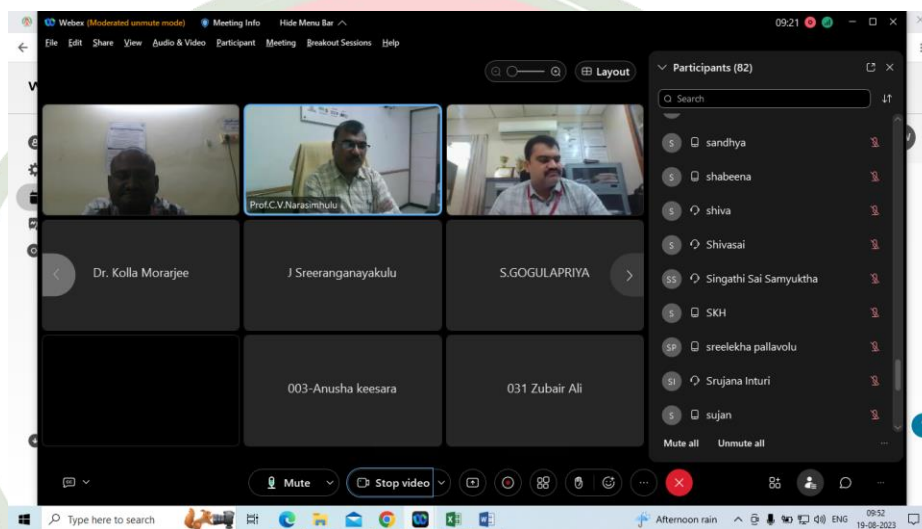 Webex (Moderated unmute mode) Meeting Info Hide Menu Bar
09:21
File Edit Share View Audio & Video Participant Meeting Breakout Sessions Help
Layout
Participants (82)
Search
sandhya
S shabeena
Prof.C.V.Narasimhulu
S shiva
S Shivasai
Dr. Kolla Morarjee
J Sreeranganayakulu
S.GOGULAPRIYA
SS Singathi Sai Samyuktha
S SKH
SP sreelekha pallavolu
003-Anusha keesara
031 Zubair Ali
SI Srujana Inturi
S sujan
Mute all Unmute all
Mute Stop video
Type here to search
Afternoon rain
ENG
09:52
19-08-2023